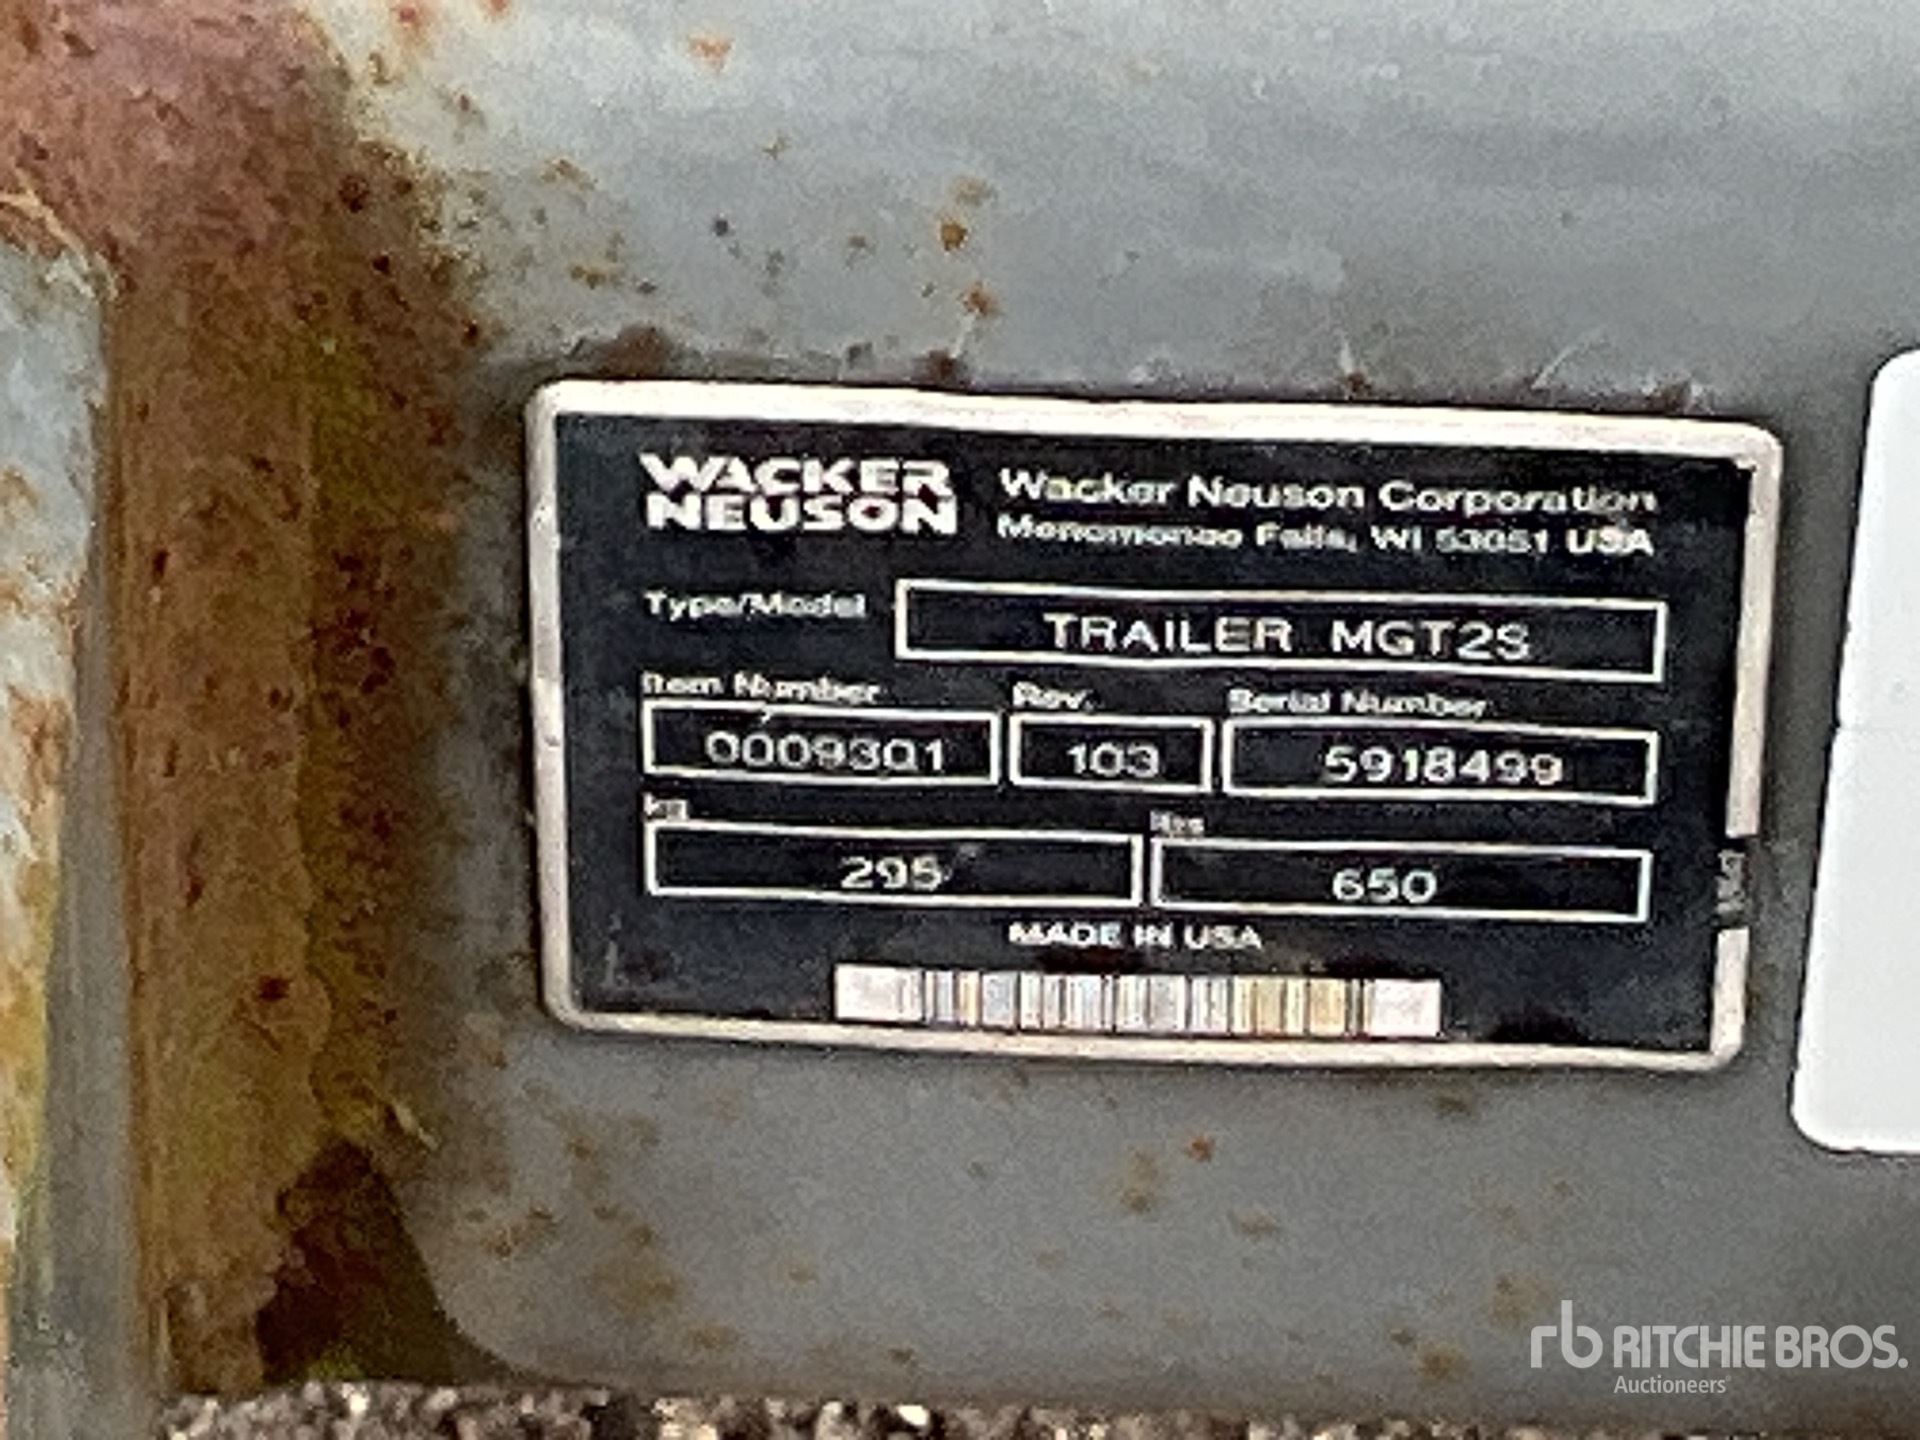 WACKER
NEUSON
Wacker Neuson Corporation
Menomonee Falls, WI 53051 USA
Type/Model TRAILER MGT2S
Item Number Rev. Serial Number
0009301 103 5918499
kg lbs
295 650
MADE IN USA
rb RITCHIE BROS.
Auctioneers